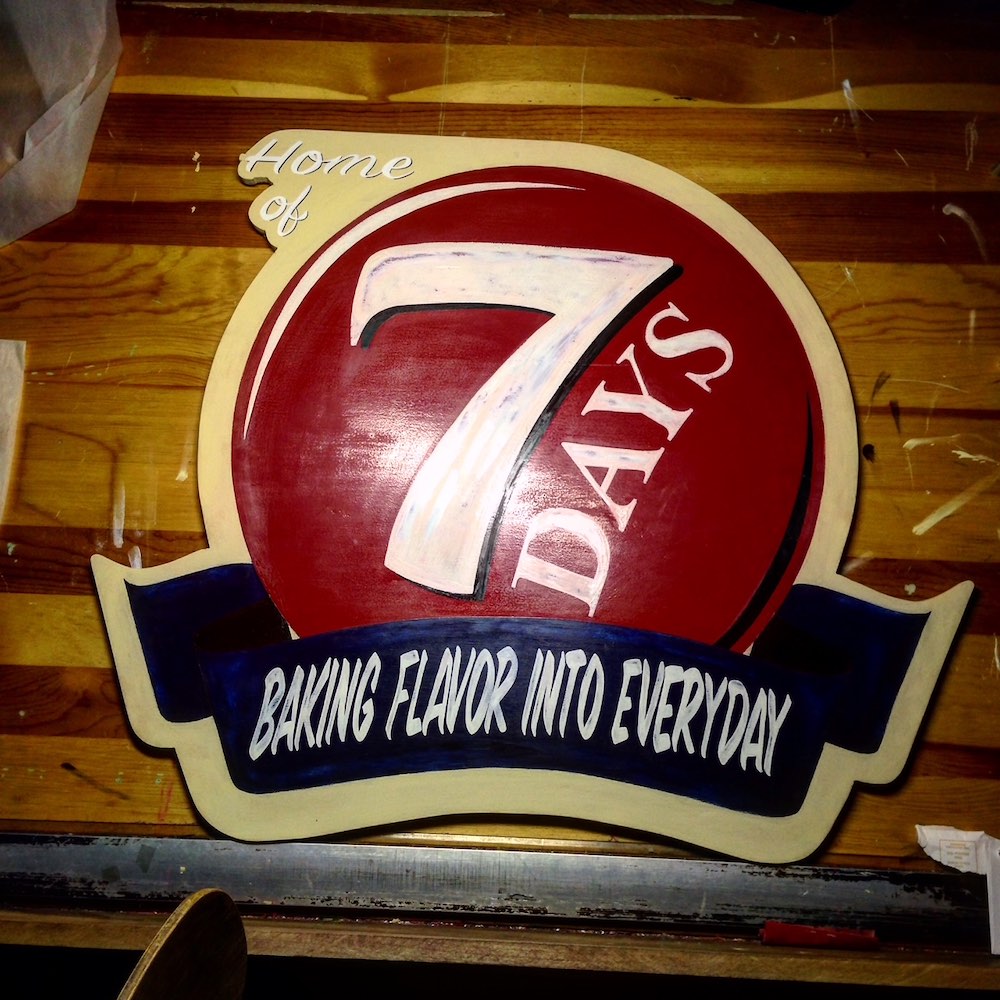 Home
of
7
DAYS
BAKING FLAVOR INTO EVERYDAY